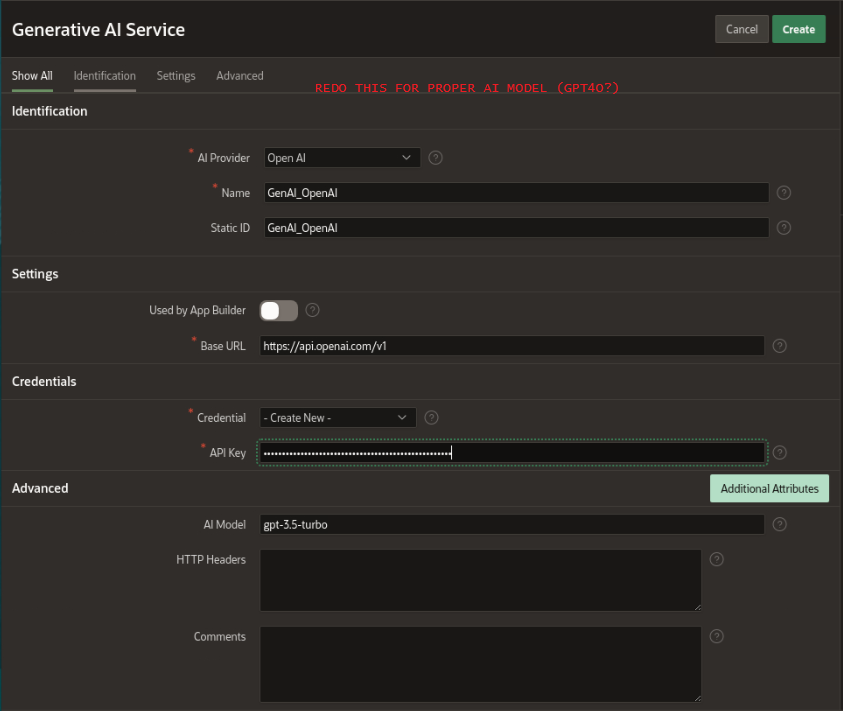 Generative AI Service
Cancel
Create
Show All
Identification
Settings
Advanced
REDO THIS FOR PROPER AI MODEL (GPT4O?)
Identification
* AI Provider
Open AI
* Name
GenAI_OpenAI
Static ID
GenAI_OpenAI
Settings
Used by App Builder
* Base URL
https://api.openai.com/v1
Credentials
* Credential
- Create New -
* API Key
Advanced
Additional Attributes
AI Model
gpt-3.5-turbo
HTTP Headers
Comments